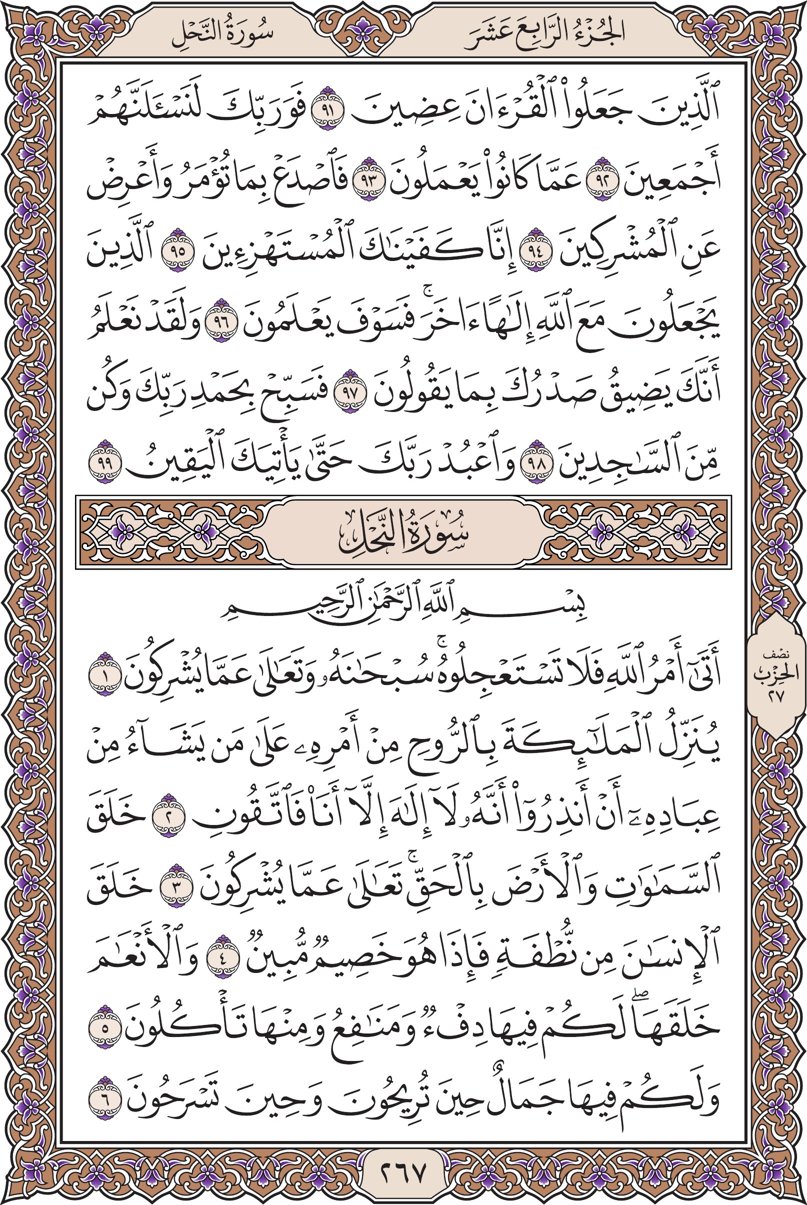 الجُزْءُ الرَّابِعَ عَشَرَ
سُورَةُ النَّحْلِ
ٱلَّذِينَ جَعَلُواْ ٱلۡقُرۡءَانَ عِضِينَ ٩١ فَوَرَبِّكَ لَنَسۡـَٔلَنَّهُمۡ
أَجۡمَعِينَ ٩٢ عَمَّا كَانُواْ يَعۡمَلُونَ ٩٣ فَٱصۡدَعۡ بِمَا تُؤۡمَرُ وَأَعۡرِضۡ
عَنِ ٱلۡمُشۡرِكِينَ ٩٤ إِنَّا كَفَيۡنَٰكَ ٱلۡمُسۡتَهۡزِءِينَ ٩٥ ٱلَّذِينَ
يَجۡعَلُونَ مَعَ ٱللَّهِ إِلَٰهًا ءَاخَرَۚ فَسَوۡفَ يَعۡلَمُونَ ٩٦ وَلَقَدۡ نَعۡلَمُ
أَنَّكَ يَضِيقُ صَدۡرُكَ بِمَا يَقُولُونَ ٩٧ فَسَبِّحۡ بِحَمۡدِ رَبِّكَ وَكُن
مِّنَ ٱلسَّٰجِدِينَ ٩٨ وَٱعۡبُدۡ رَبَّكَ حَتَّىٰ يَأۡتِيَكَ ٱلۡيَقِينُ ٩٩
سُورَةُ النَّحْلِ
بِسۡمِ ٱللَّهِ ٱلرَّحۡمَٰنِ ٱلرَّحِيمِ
أَتَىٰٓ أَمۡرُ ٱللَّهِ فَلَا تَسۡتَعۡجِلُوهُۚ سُبۡحَٰنَهُۥ وَتَعَٰلَىٰ عَمَّا يُشۡرِكُونَ ١
يُنَزِّلُ ٱلۡمَلَٰٓئِكَةَ بِٱلرُّوحِ مِنۡ أَمۡرِهِۦ عَلَىٰ مَن يَشَآءُ مِنۡ
عِبَادِهِۦٓ أَنۡ أَنذِرُوٓاْ أَنَّهُۥ لَآ إِلَٰهَ إِلَّآ أَنَا۠ فَٱتَّقُونِ ٢ خَلَقَ
ٱلسَّمَٰوَٰتِ وَٱلۡأَرۡضَ بِٱلۡحَقِّۚ تَعَٰلَىٰ عَمَّا يُشۡرِكُونَ ٣ خَلَقَ
ٱلۡإِنسَٰنَ مِن نُّطۡفَةٖ فَإِذَا هُوَ خَصِيمٞ مُّبِينٞ ٤ وَٱلۡأَنۡعَٰمَ
خَلَقَهَاۖ لَكُمۡ فِيهَا دِفۡءٞ وَمَنَٰفِعُ وَمِنۡهَا تَأۡكُلُونَ ٥
وَلَكُمۡ فِيهَا جَمَالٌ حِينَ تُرِيحُونَ وَحِينَ تَسۡرَحُونَ ٦
نصف
الحِزْب
٢٧
٢٦٧